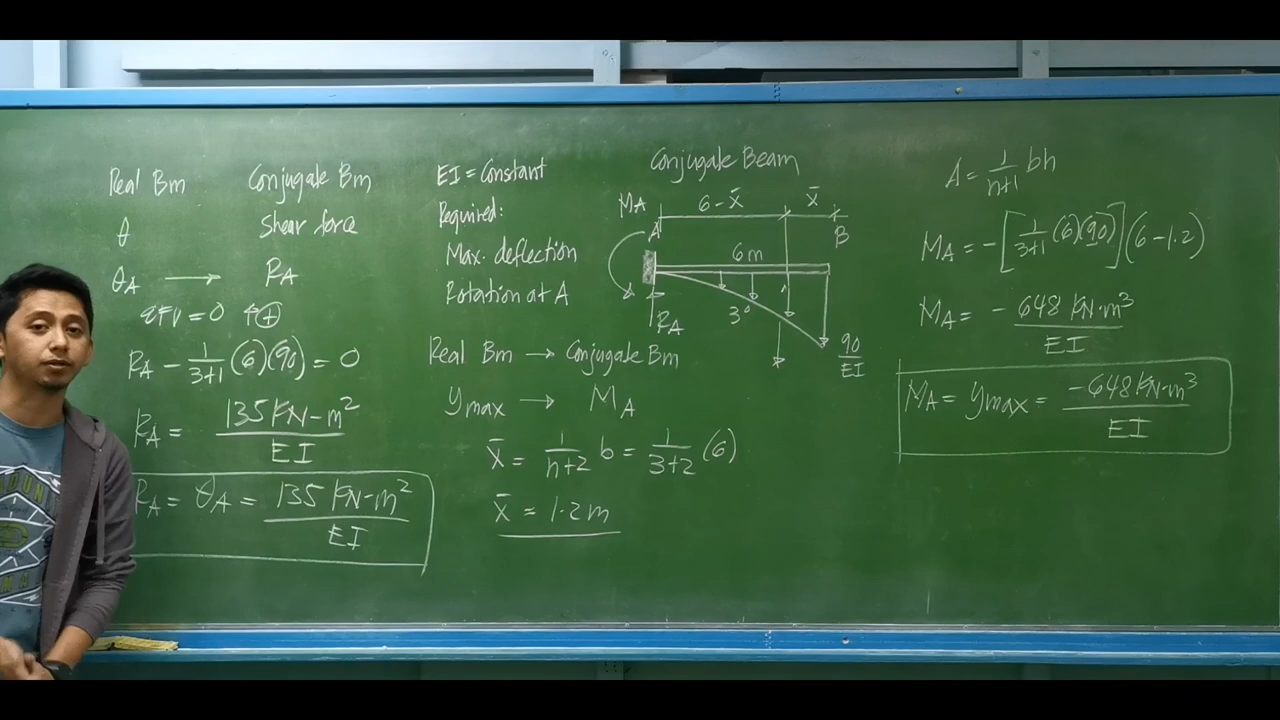 Real Bm Conjugate Bm
θ Shear force
θA → RA
ΣFV = 0 ↑⊕
RA − 1/(3+1) (6)(90) = 0
RA = 135 KN-m²/EI
RA = θA = 135 KN-m²/EI
EI = Constant
Required:
Max. deflection
Rotation at A
Real Bm → Conjugate Bm
ymax → MA
x̄ = 1/(n+2) b = 1/(3+2) (6)
x̄ = 1.2m
Conjugate Beam
MA 6-x̄ x̄
A B
6m
3°
RA
90/EI
A = 1/(n+1) bh
MA = -[1/(3+1) (6)(90)](6-1.2)
MA = - 648 KN·m³/EI
MA = ymax = -648 KN-m³/EI